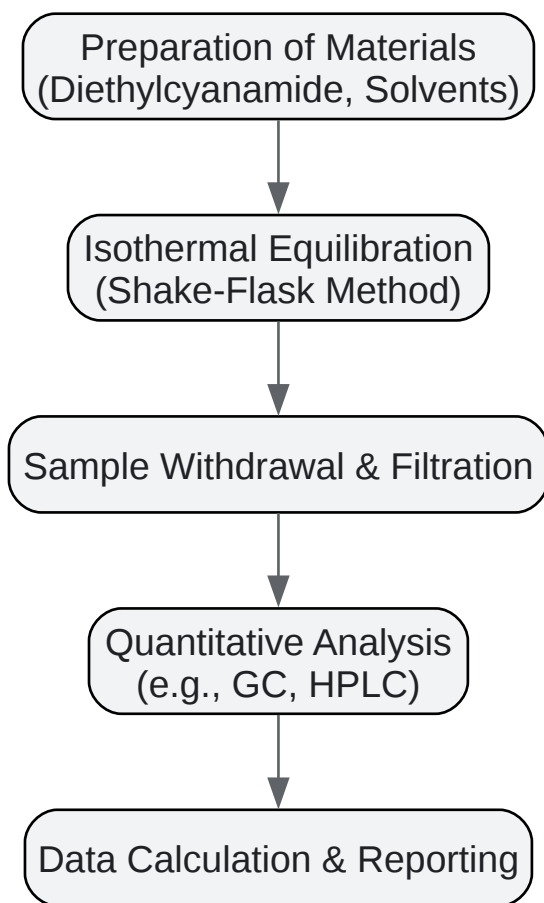 Preparation of Materials
(Diethylcyanamide, Solvents)
Isothermal Equilibration
(Shake-Flask Method)
Sample Withdrawal & Filtration
Quantitative Analysis
(e.g., GC, HPLC)
Data Calculation & Reporting